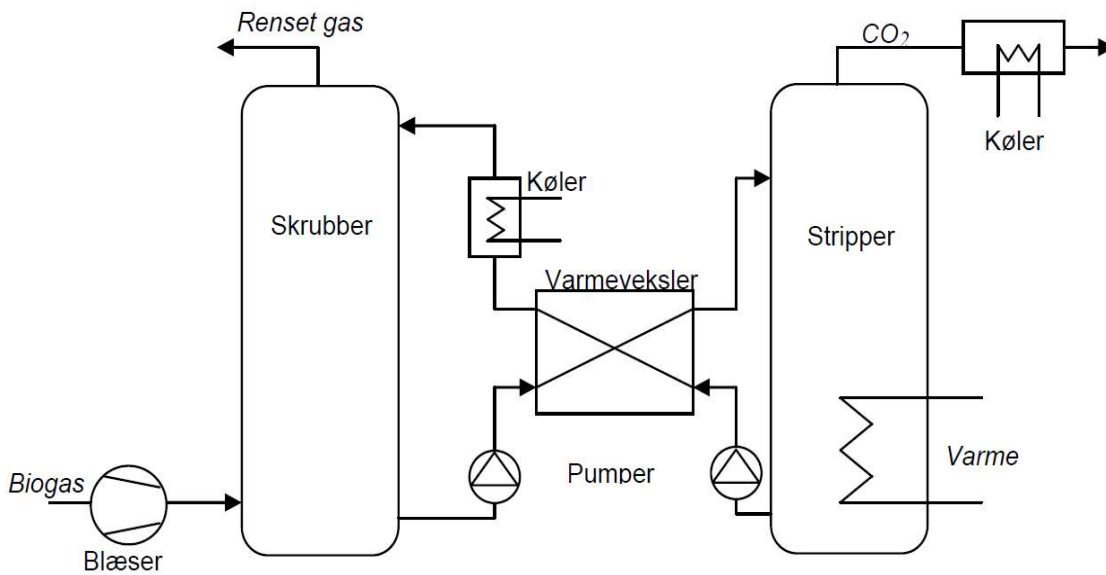 Renset gas
CO2
Køler
Køler
Skrubber
Stripper
Varmeveksler
Biogas
Pumper
Varme
Blæser